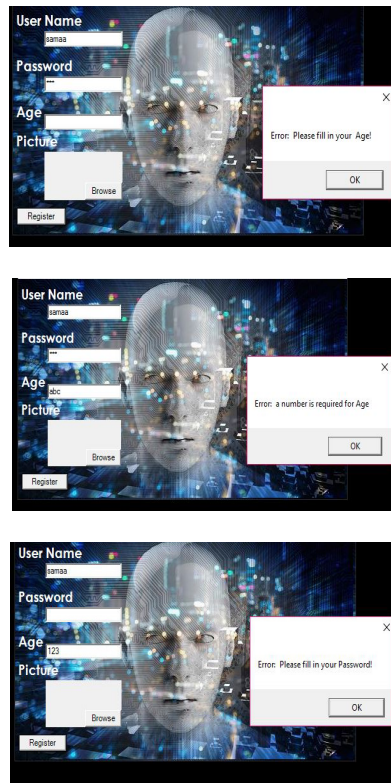 User Name
samaa
Password
***
Age
Picture
Browse
Register
X
Error: Please fill in your Age!
OK
User Name
samaa
Password
***
Age
abc
Picture
Browse
Register
X
Error: a number is required for Age
OK
User Name
samaa
Password
Age
123
Picture
Browse
Register
X
Error: Please fill in your Password!
OK